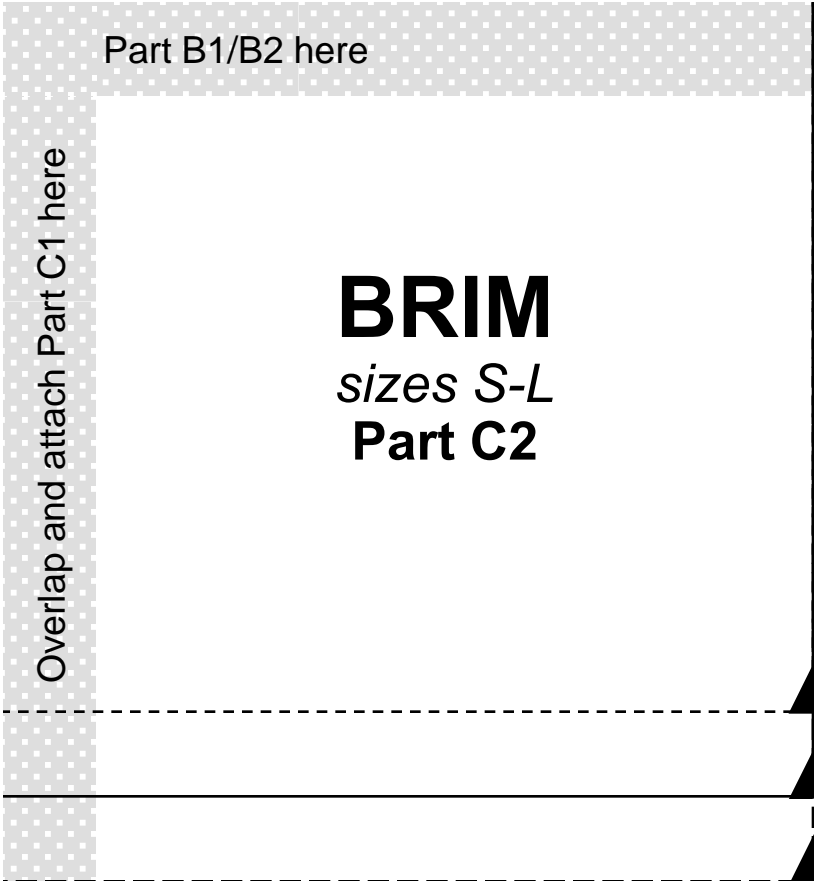 Part B1/B2 here
Overlap and attach Part C1 here
BRIM
sizes S-L
Part C2